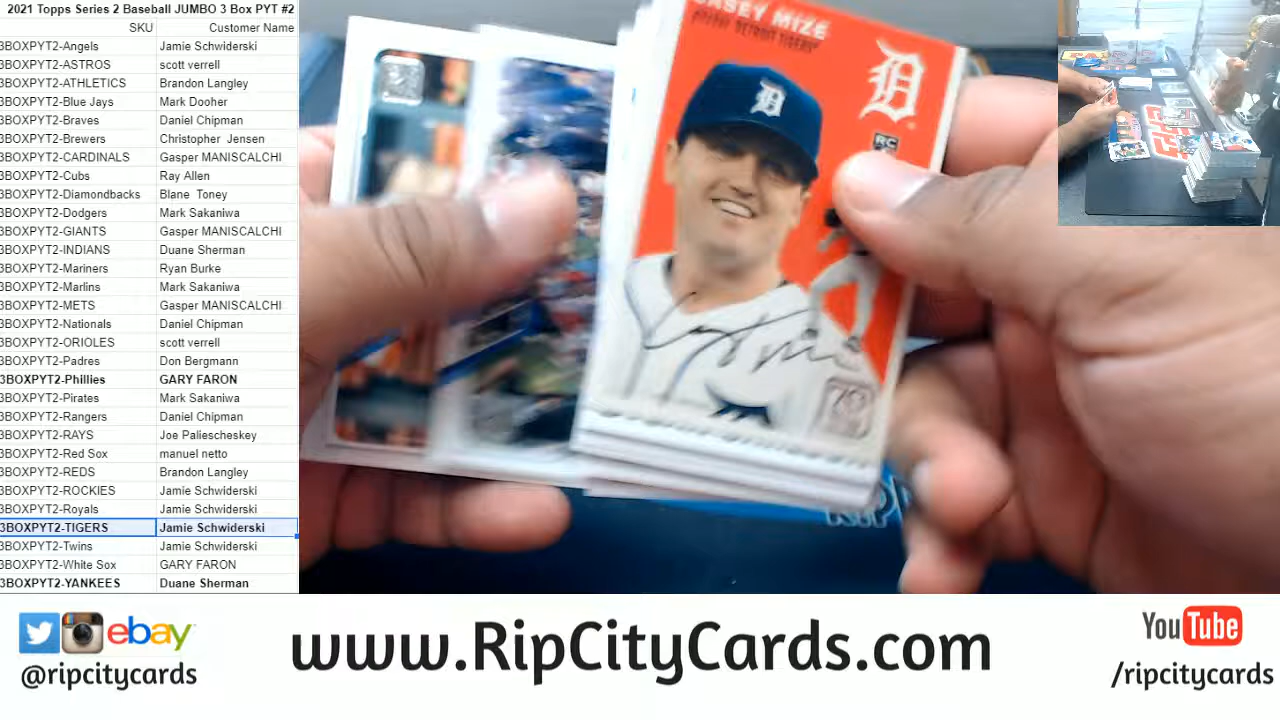 2021 Topps Series 2 Baseball JUMBO 3 Box PYT #2
SKU Customer Name
3BOXPYT2-Angels Jamie Schwiderski
3BOXPYT2-ASTROS scott verrell
3BOXPYT2-ATHLETICS Brandon Langley
3BOXPYT2-Blue Jays Mark Dooher
3BOXPYT2-Braves Daniel Chipman
3BOXPYT2-Brewers Christopher Jensen
3BOXPYT2-CARDINALS Gasper MANISCALCHI
3BOXPYT2-Cubs Ray Allen
3BOXPYT2-Diamondbacks Blane Toney
3BOXPYT2-Dodgers Mark Sakaniwa
3BOXPYT2-GIANTS Gasper MANISCALCHI
3BOXPYT2-INDIANS Duane Sherman
3BOXPYT2-Mariners Ryan Burke
3BOXPYT2-Marlins Mark Sakaniwa
3BOXPYT2-METS Gasper MANISCALCHI
3BOXPYT2-Nationals Daniel Chipman
3BOXPYT2-ORIOLES scott verrell
3BOXPYT2-Padres Don Bergmann
3BOXPYT2-Phillies GARY FARON
3BOXPYT2-Pirates Mark Sakaniwa
3BOXPYT2-Rangers Daniel Chipman
3BOXPYT2-RAYS Joe Paliescheskey
3BOXPYT2-Red Sox manuel netto
3BOXPYT2-REDS Brandon Langley
3BOXPYT2-ROCKIES Jamie Schwiderski
3BOXPYT2-Royals Jamie Schwiderski
3BOXPYT2-TIGERS Jamie Schwiderski
3BOXPYT2-Twins Jamie Schwiderski
3BOXPYT2-White Sox GARY FARON
3BOXPYT2-YANKEES Duane Sherman
CASEY MIZE
pitcher DETROIT TIGERS
D
RC
D
70
ebay
@ripcitycards
www.RipCityCards.com
YouTube
/ripcitycards